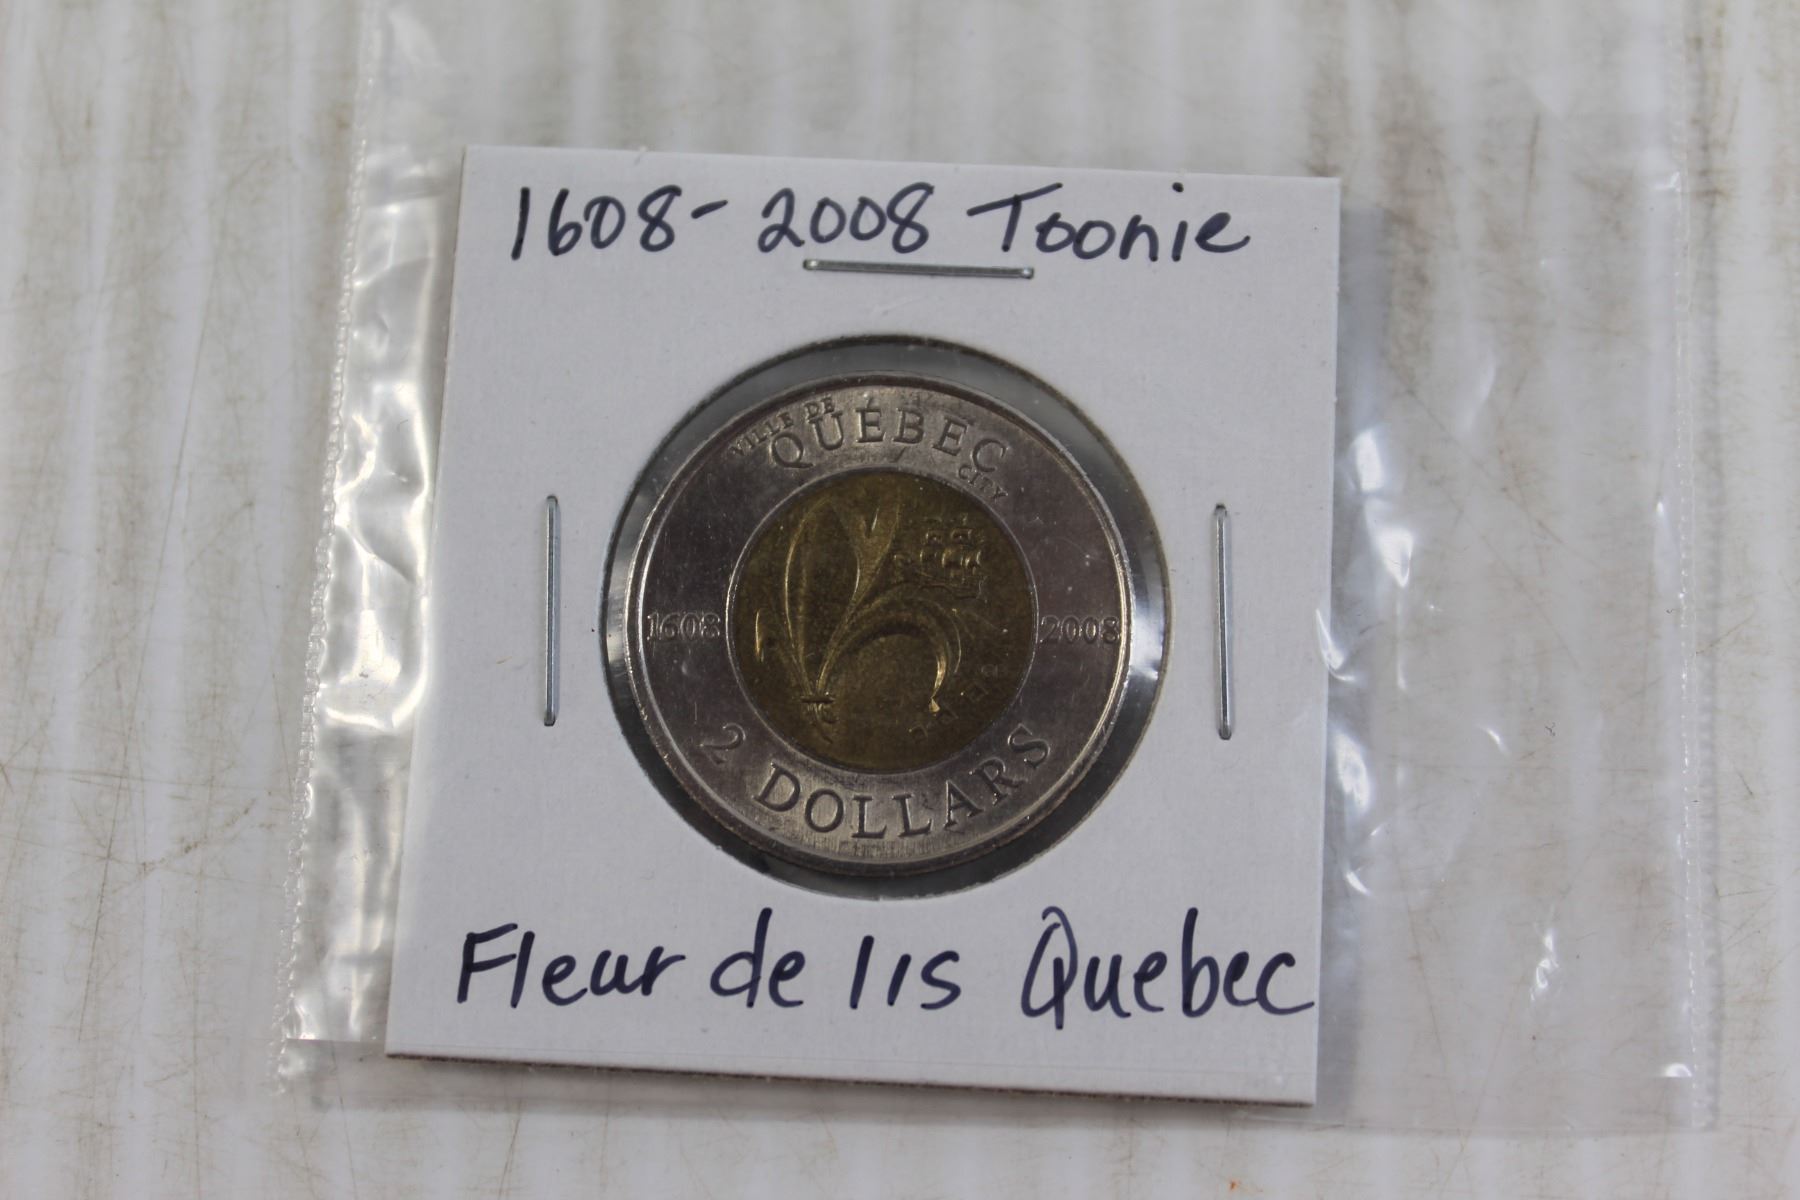 1608-2008 Toonie
VILLE DE
QUÉBEC
CITY
1608
2008
2 DOLLARS
Fleur de lis Quebec